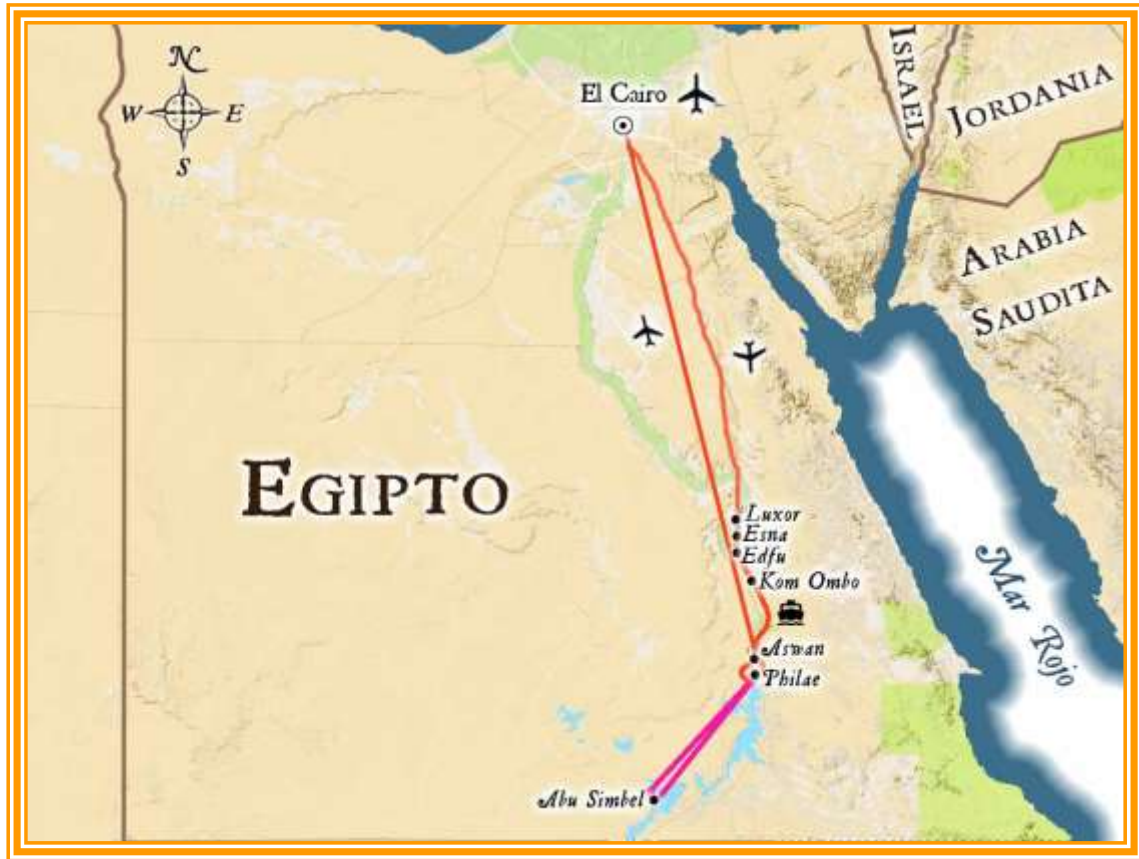 N
W E
S
El Cairo
ISRAEL
JORDANIA
ARABIA
SAUDITA
EGIPTO
Luxor
Esna
Edfu
Kom Ombo
Aswan
Philae
Abu Simbel
Mar Rojo